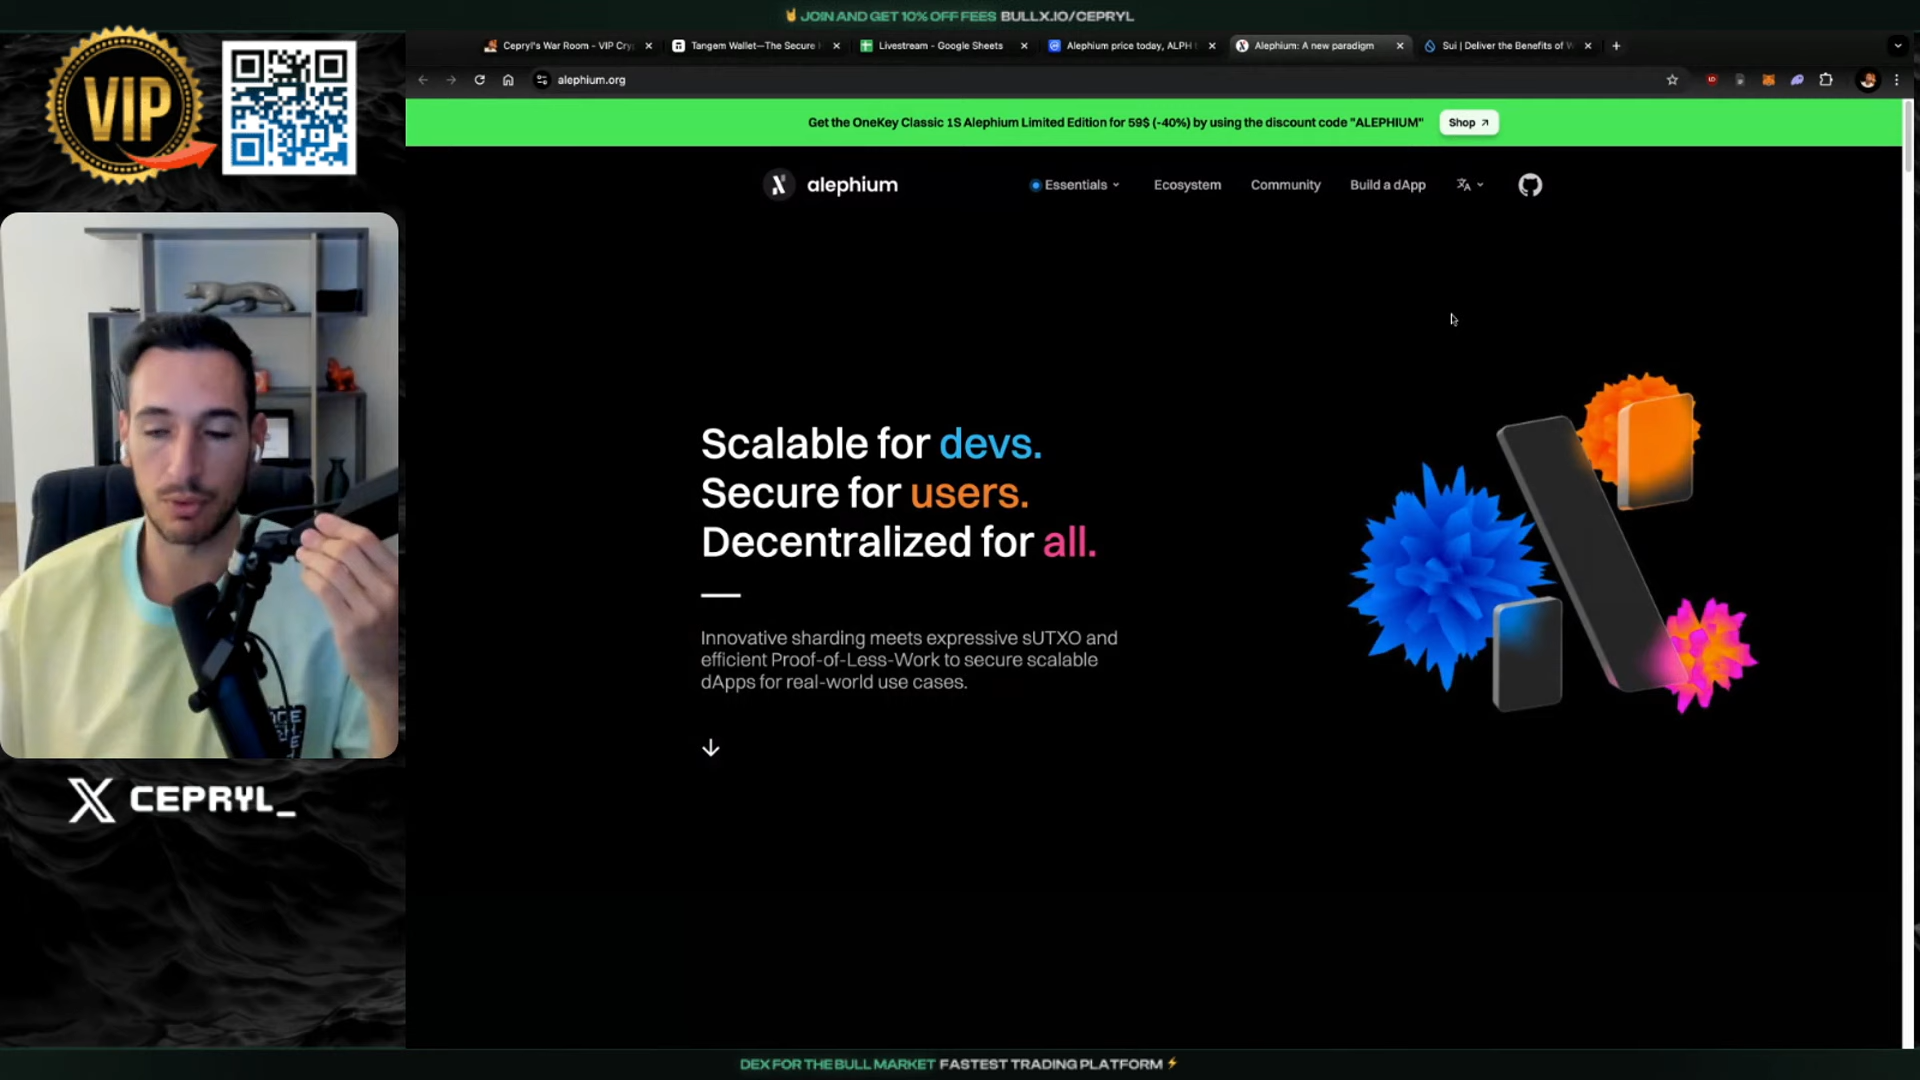 JOIN AND GET 10% OFF FEES BULLX.IO/CEPRYL
VIP
Cepryl's War Room - VIP Cry
Tangem Wallet—The Secure
Livestream - Google Sheets
Alephium price today, ALPH
Alephium: A new paradigm
Sui | Deliver the Benefits of
alephium.org
Get the OneKey Classic 1S Alephium Limited Edition for 59$ (-40%) by using the discount code "ALEPHIUM"
Shop
alephium
Essentials
Ecosystem
Community
Build a dApp
Scalable for devs.
Secure for users.
Decentralized for all.
Innovative sharding meets expressive sUTXO and
efficient Proof-of-Less-Work to secure scalable
dApps for real-world use cases.
X CEPRYL_
DEX FOR THE BULL MARKET FASTEST TRADING PLATFORM